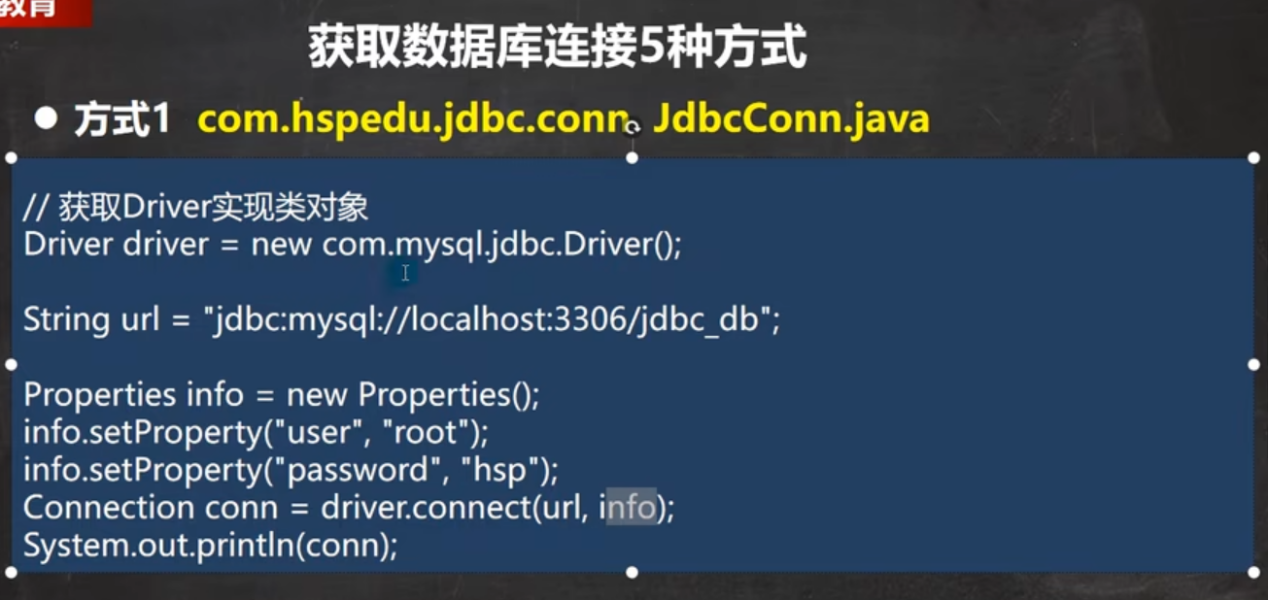 教育
获取数据库连接5种方式
● 方式1 com.hspedu.jdbc.conn JdbcConn.java
// 获取Driver实现类对象
Driver driver = new com.mysql.jdbc.Driver();
String url = "jdbc:mysql://localhost:3306/jdbc_db";
Properties info = new Properties();
info.setProperty("user", "root");
info.setProperty("password", "hsp");
Connection conn = driver.connect(url, info);
System.out.println(conn);